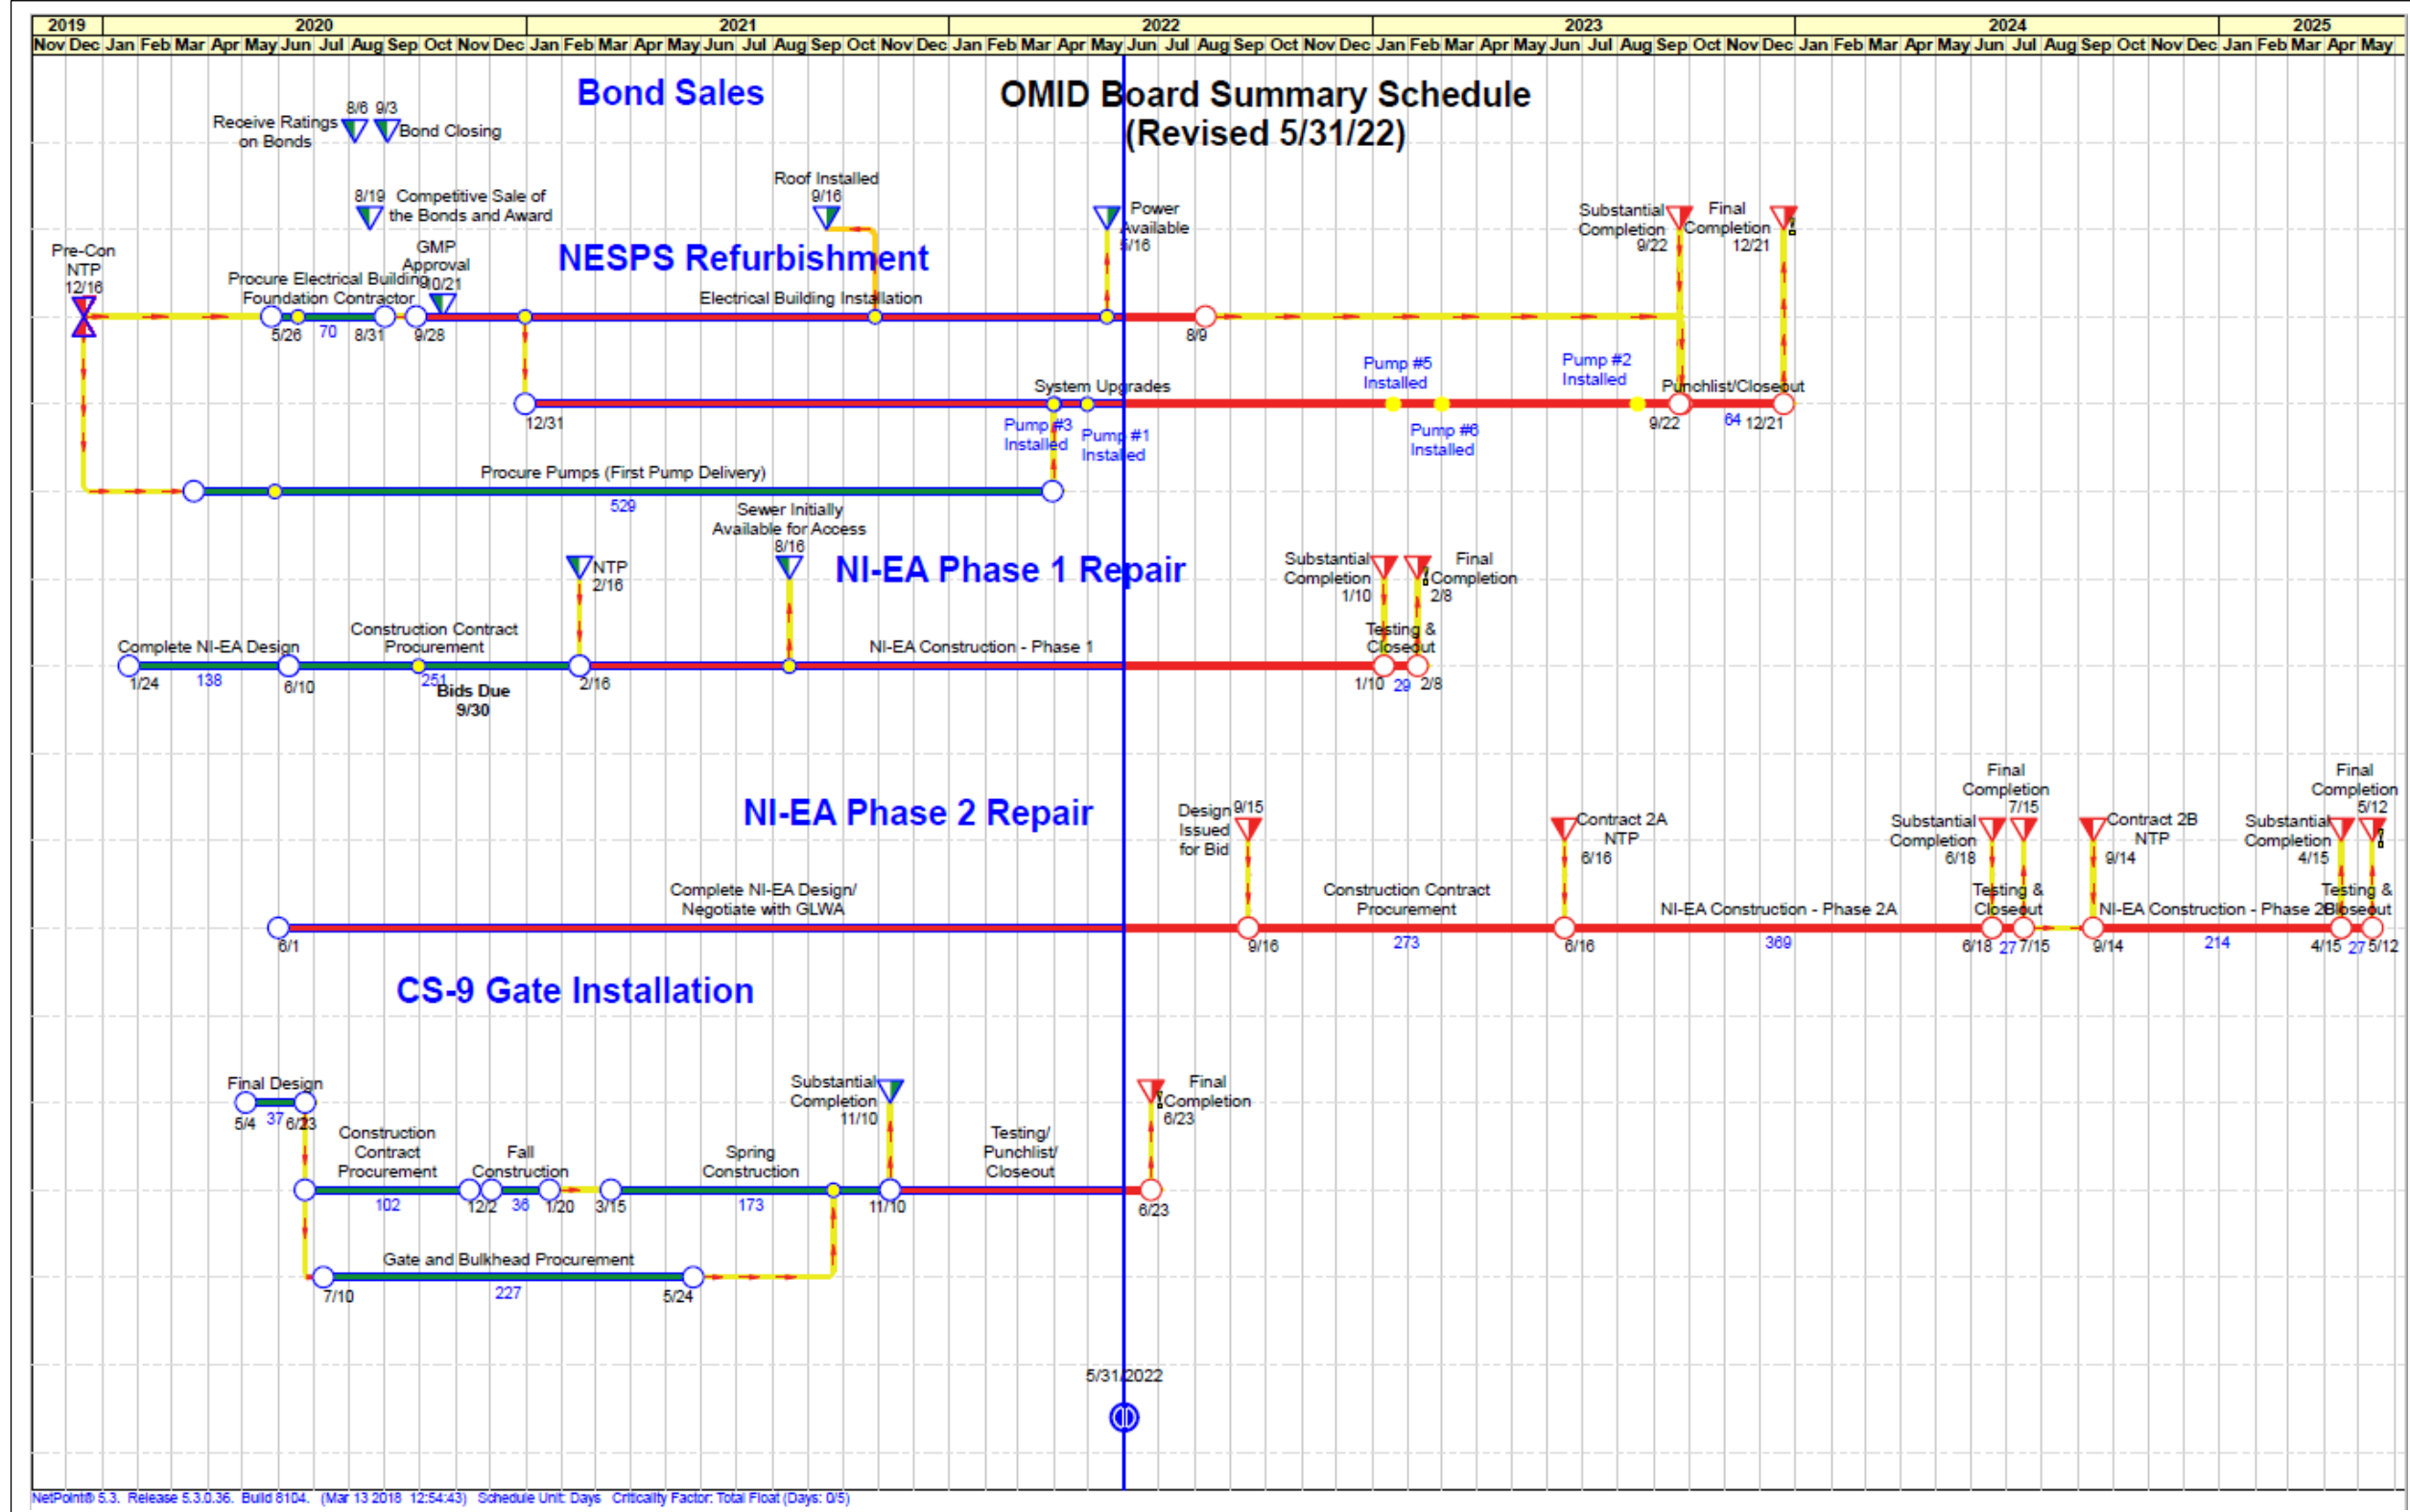 2019 2020 2021 2022 2023 2024 2025
Nov Dec Jan Feb Mar Apr May Jun Jul Aug Sep Oct Nov Dec Jan Feb Mar Apr May Jun Jul Aug Sep Oct Nov Dec Jan Feb Mar Apr May Jun Jul Aug Sep Oct Nov Dec Jan Feb Mar Apr May Jun Jul Aug Sep Oct Nov Dec Jan Feb Mar Apr May Jun Jul Aug Sep Oct Nov Dec Jan Feb Mar Apr May
Bond Sales
OMID Board Summary Schedule
(Revised 5/31/22)
8/6 9/3
Receive Ratings
on Bonds
Bond Closing
8/19 Competitive Sale of
the Bonds and Award
NESPS Refurbishment
Pre-Con
NTP
12/16
Procure Electrical Building
Foundation Contractor
GMP
Approval
10/21
Roof Installed
9/16
Electrical Building Installation
Power
Available
5/16
Substantial
Completion
9/22
Final
Completion
12/21
5/26 70 8/31 9/28 8/9
System Upgrades
Pump #5
Installed
Pump #2
Installed
Punchlist/Closeout
12/31
Pump #3
Installed
Pump #1
Installed
Pump #6
Installed
9/22 64 12/21
Procure Pumps (First Pump Delivery)
529
NI-EA Phase 1 Repair
Sewer Initially
Available for Access
8/16
NTP
2/16
Substantial
Completion
1/10
Final
Completion
2/8
Complete NI-EA Design
Construction Contract
Procurement
NI-EA Construction - Phase 1
Testing &
Closeout
1/24 138 6/10 251 2/16 1/10 29 2/8
Bids Due
9/30
NI-EA Phase 2 Repair
Design
Issued
for Bid
9/15
Contract 2A
NTP
6/16
Substantial
Completion
6/18
Final
Completion
7/15
Contract 2B
NTP
9/14
Substantial
Completion
4/15
Final
Completion
5/12
Complete NI-EA Design/
Negotiate with GLWA
Construction Contract
Procurement
NI-EA Construction - Phase 2A
Testing &
Closeout
NI-EA Construction - Phase 2B
Testing &
Closeout
6/1 9/16 273 6/16 369 6/18 27 7/15 9/14 214 4/15 27 5/12
CS-9 Gate Installation
Final Design
5/4 37 6/23
Substantial
Completion
11/10
Final
Completion
6/23
Construction
Contract
Procurement
Fall
Construction
Spring
Construction
Testing/
Punchlist/
Closeout
102 12/2 36 1/20 3/15 173 11/10 6/23
Gate and Bulkhead Procurement
7/10 227 5/24
5/31/2022
NetPoint® 5.3. Release 5.3.0.36. Build 8104. (Mar 13 2018 12:54:43) Schedule Unit: Days Criticality Factor: Total Float (Days: 0/5)